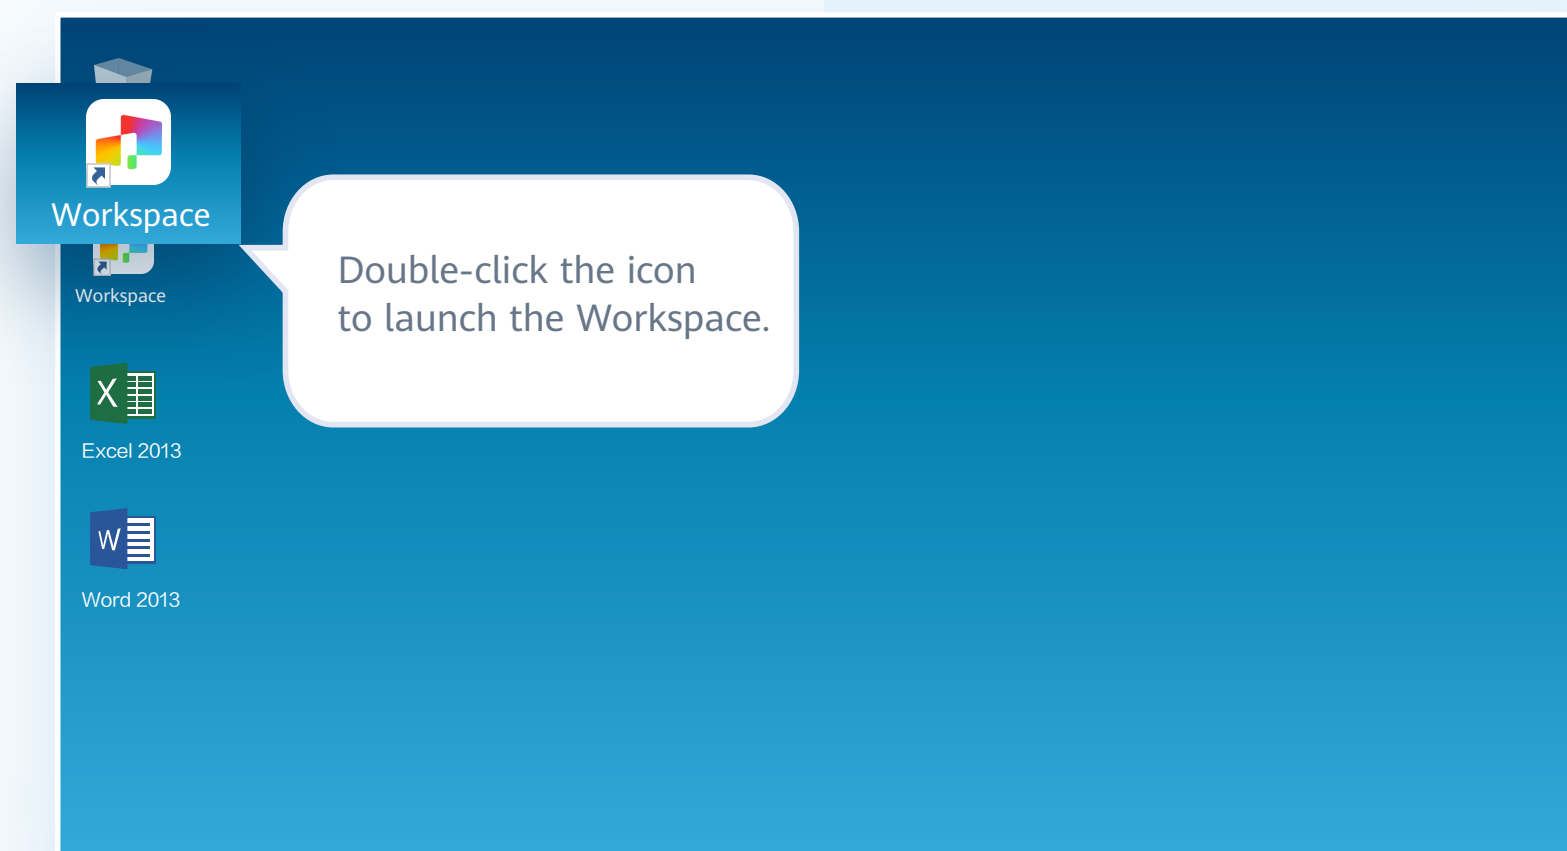 Workspace
Double-click the icon
to launch the Workspace.
Workspace
X
Excel 2013
W
Word 2013